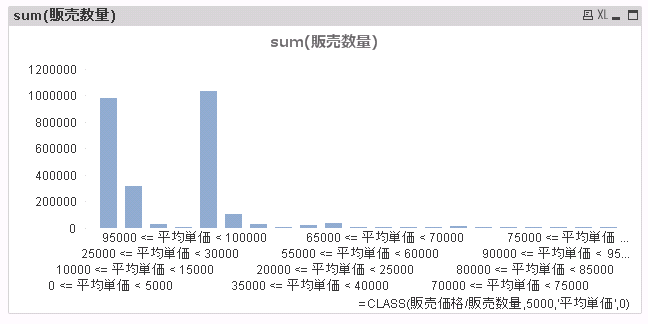 sum(販売数量)
XL
sum(販売数量)
1200000
1000000
800000
600000
400000
200000
0
95000 <= 平均単価 < 100000 65000 <= 平均単価 < 70000 75000 <= 平均単価 ...
25000 <= 平均単価 < 30000 55000 <= 平均単価 < 60000 90000 <= 平均単価 < 95...
10000 <= 平均単価 < 15000 20000 <= 平均単価 < 25000 80000 <= 平均単価 < 85000
0 <= 平均単価 < 5000 35000 <= 平均単価 < 40000 70000 <= 平均単価 < 75000
=CLASS(販売価格/販売数量,5000,'平均単価',0)